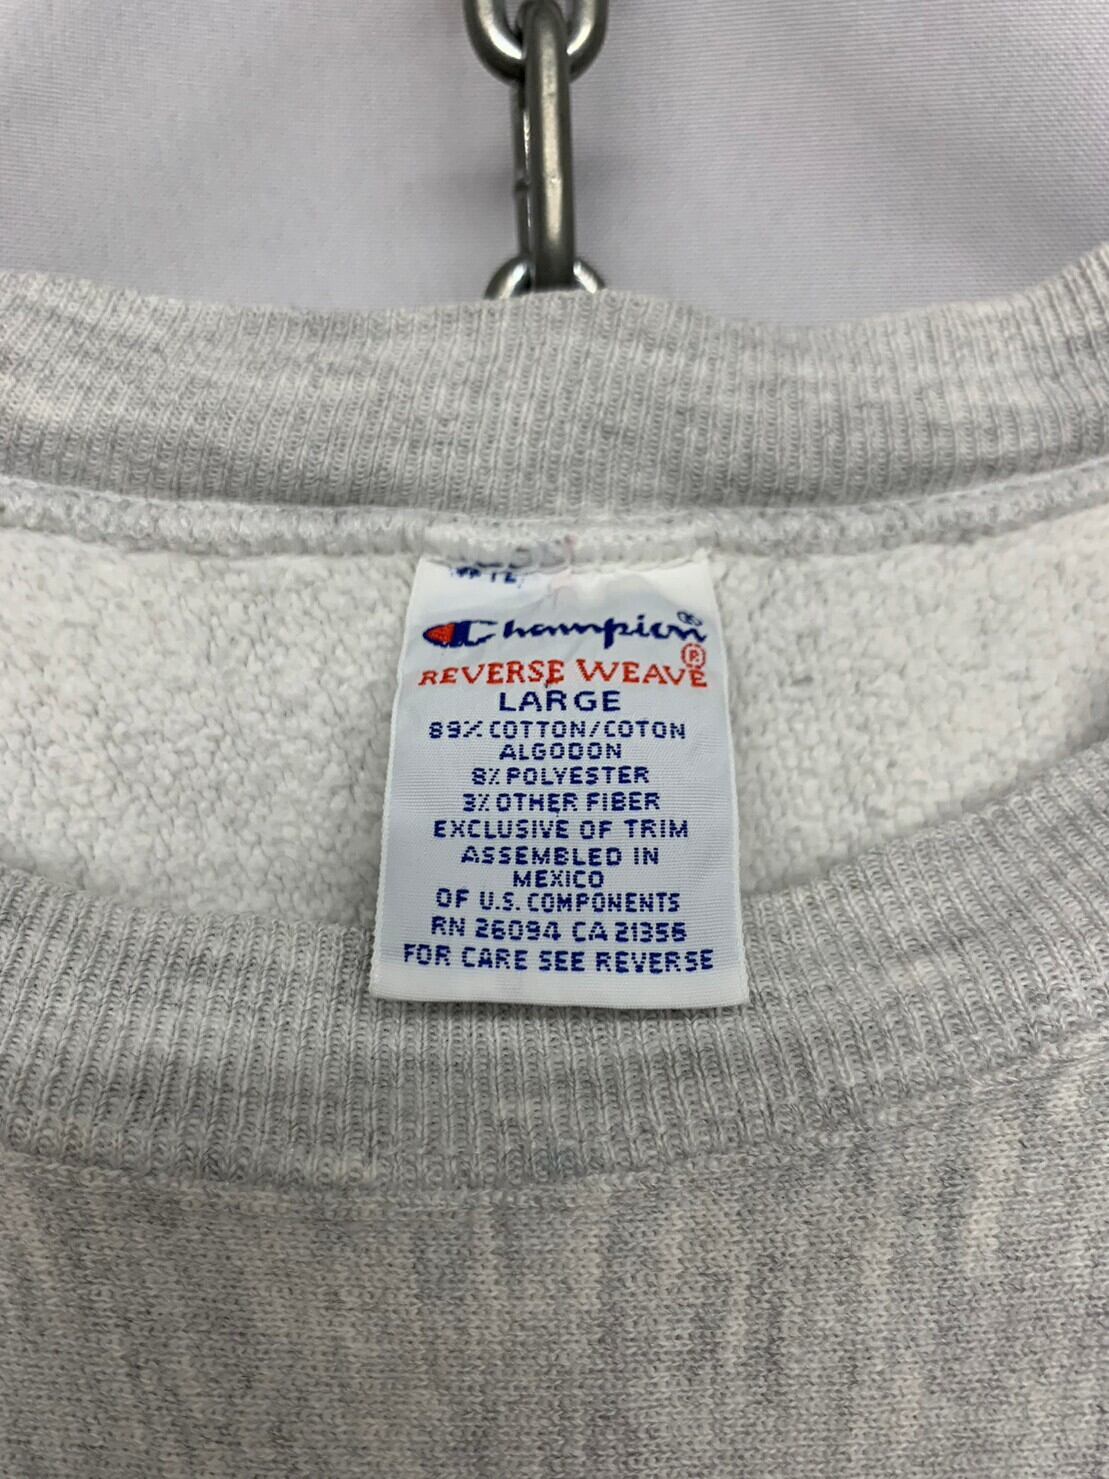 Champion®
REVERSE WEAVE®
LARGE
89% COTTON/COTON
ALGODON
8% POLYESTER
3% OTHER FIBER
EXCLUSIVE OF TRIM
ASSEMBLED IN
MEXICO
OF U.S. COMPONENTS
RN 26094 CA 21356
FOR CARE SEE REVERSE